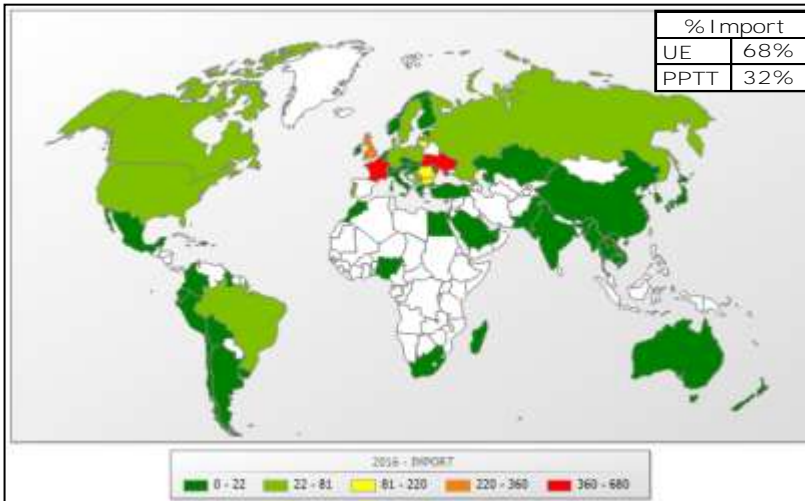 % Import
UE 68%
PPTT 32%
2016 - IMPORT
0 - 22 22 - 81 81 - 220 220 - 360 360 - 680